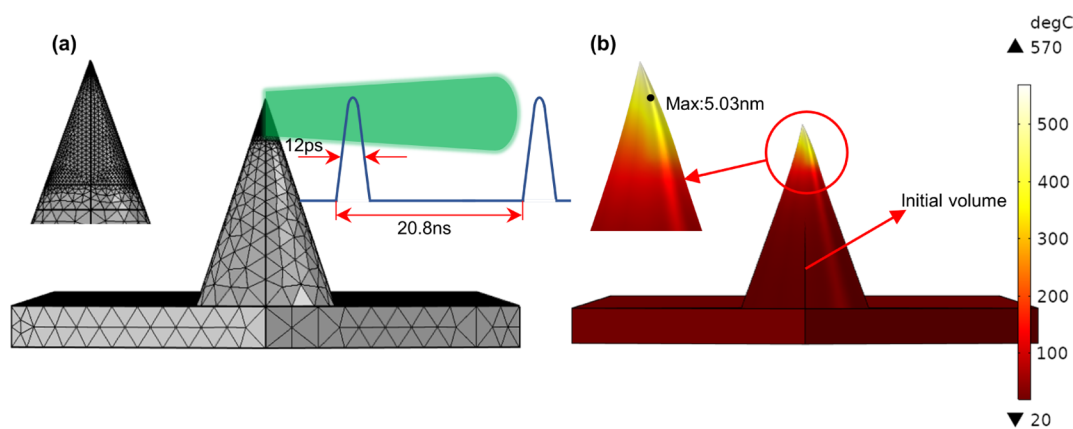 (a)
12ps
20.8ns
(b)
Max:5.03nm
Initial volume
degC
▲ 570
500
400
300
200
100
▼ 20